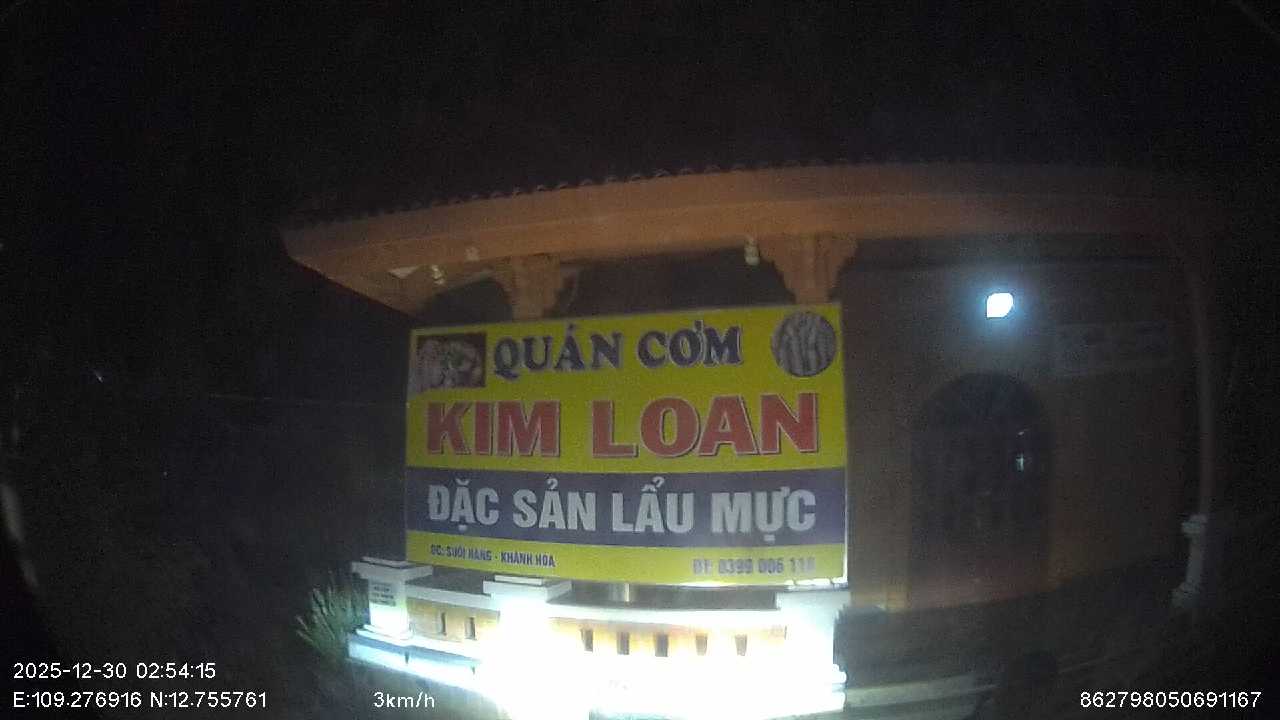 QUÁN CƠM
KIM LOAN
ĐẶC SẢN LẨU MỰC
ĐC: SUỐI HÀNG - KHÁNH HOA
ĐT: 0399 006 118
2025-12-30 02:54:15
E:109.276916 N:12.755761
3km/h
862798050691167